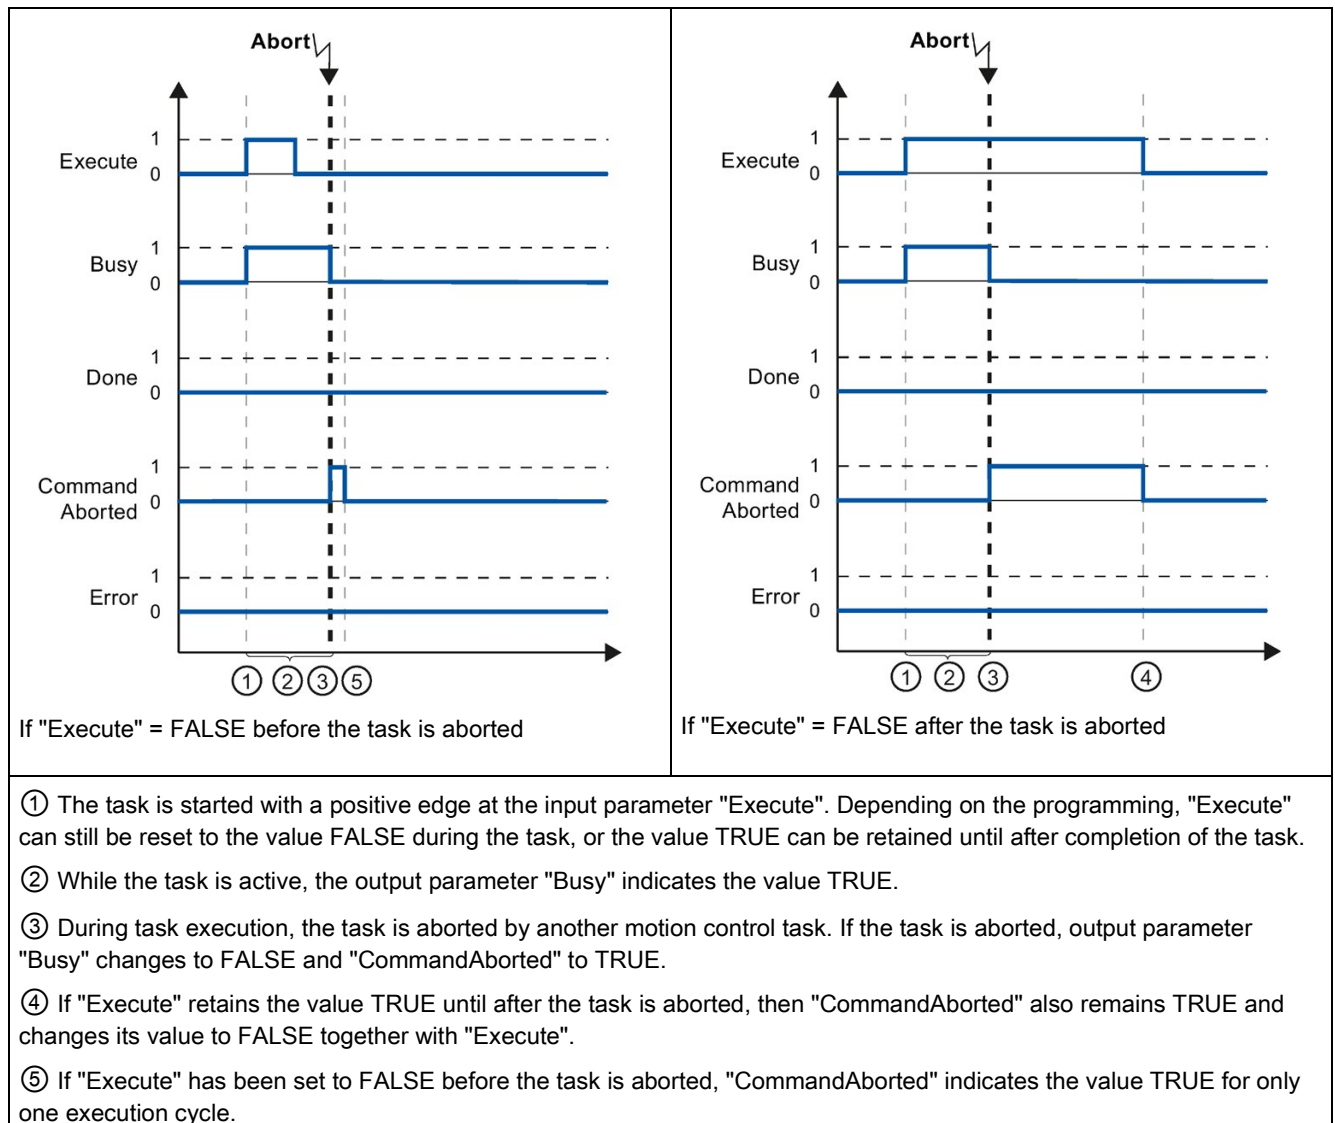 Abort
1
Execute
0
1
Busy
0
1
Done
0
1
Command
Aborted 0
1
Error
0
① ② ③ ⑤
If "Execute" = FALSE before the task is aborted
Abort
1
Execute
0
1
Busy
0
1
Done
0
1
Command
Aborted 0
1
Error
0
① ② ③ ④
If "Execute" = FALSE after the task is aborted
① The task is started with a positive edge at the input parameter "Execute". Depending on the programming, "Execute"
can still be reset to the value FALSE during the task, or the value TRUE can be retained until after completion of the task.
② While the task is active, the output parameter "Busy" indicates the value TRUE.
③ During task execution, the task is aborted by another motion control task. If the task is aborted, output parameter
"Busy" changes to FALSE and "CommandAborted" to TRUE.
④ If "Execute" retains the value TRUE until after the task is aborted, then "CommandAborted" also remains TRUE and
changes its value to FALSE together with "Execute".
⑤ If "Execute" has been set to FALSE before the task is aborted, "CommandAborted" indicates the value TRUE for only
one execution cycle.